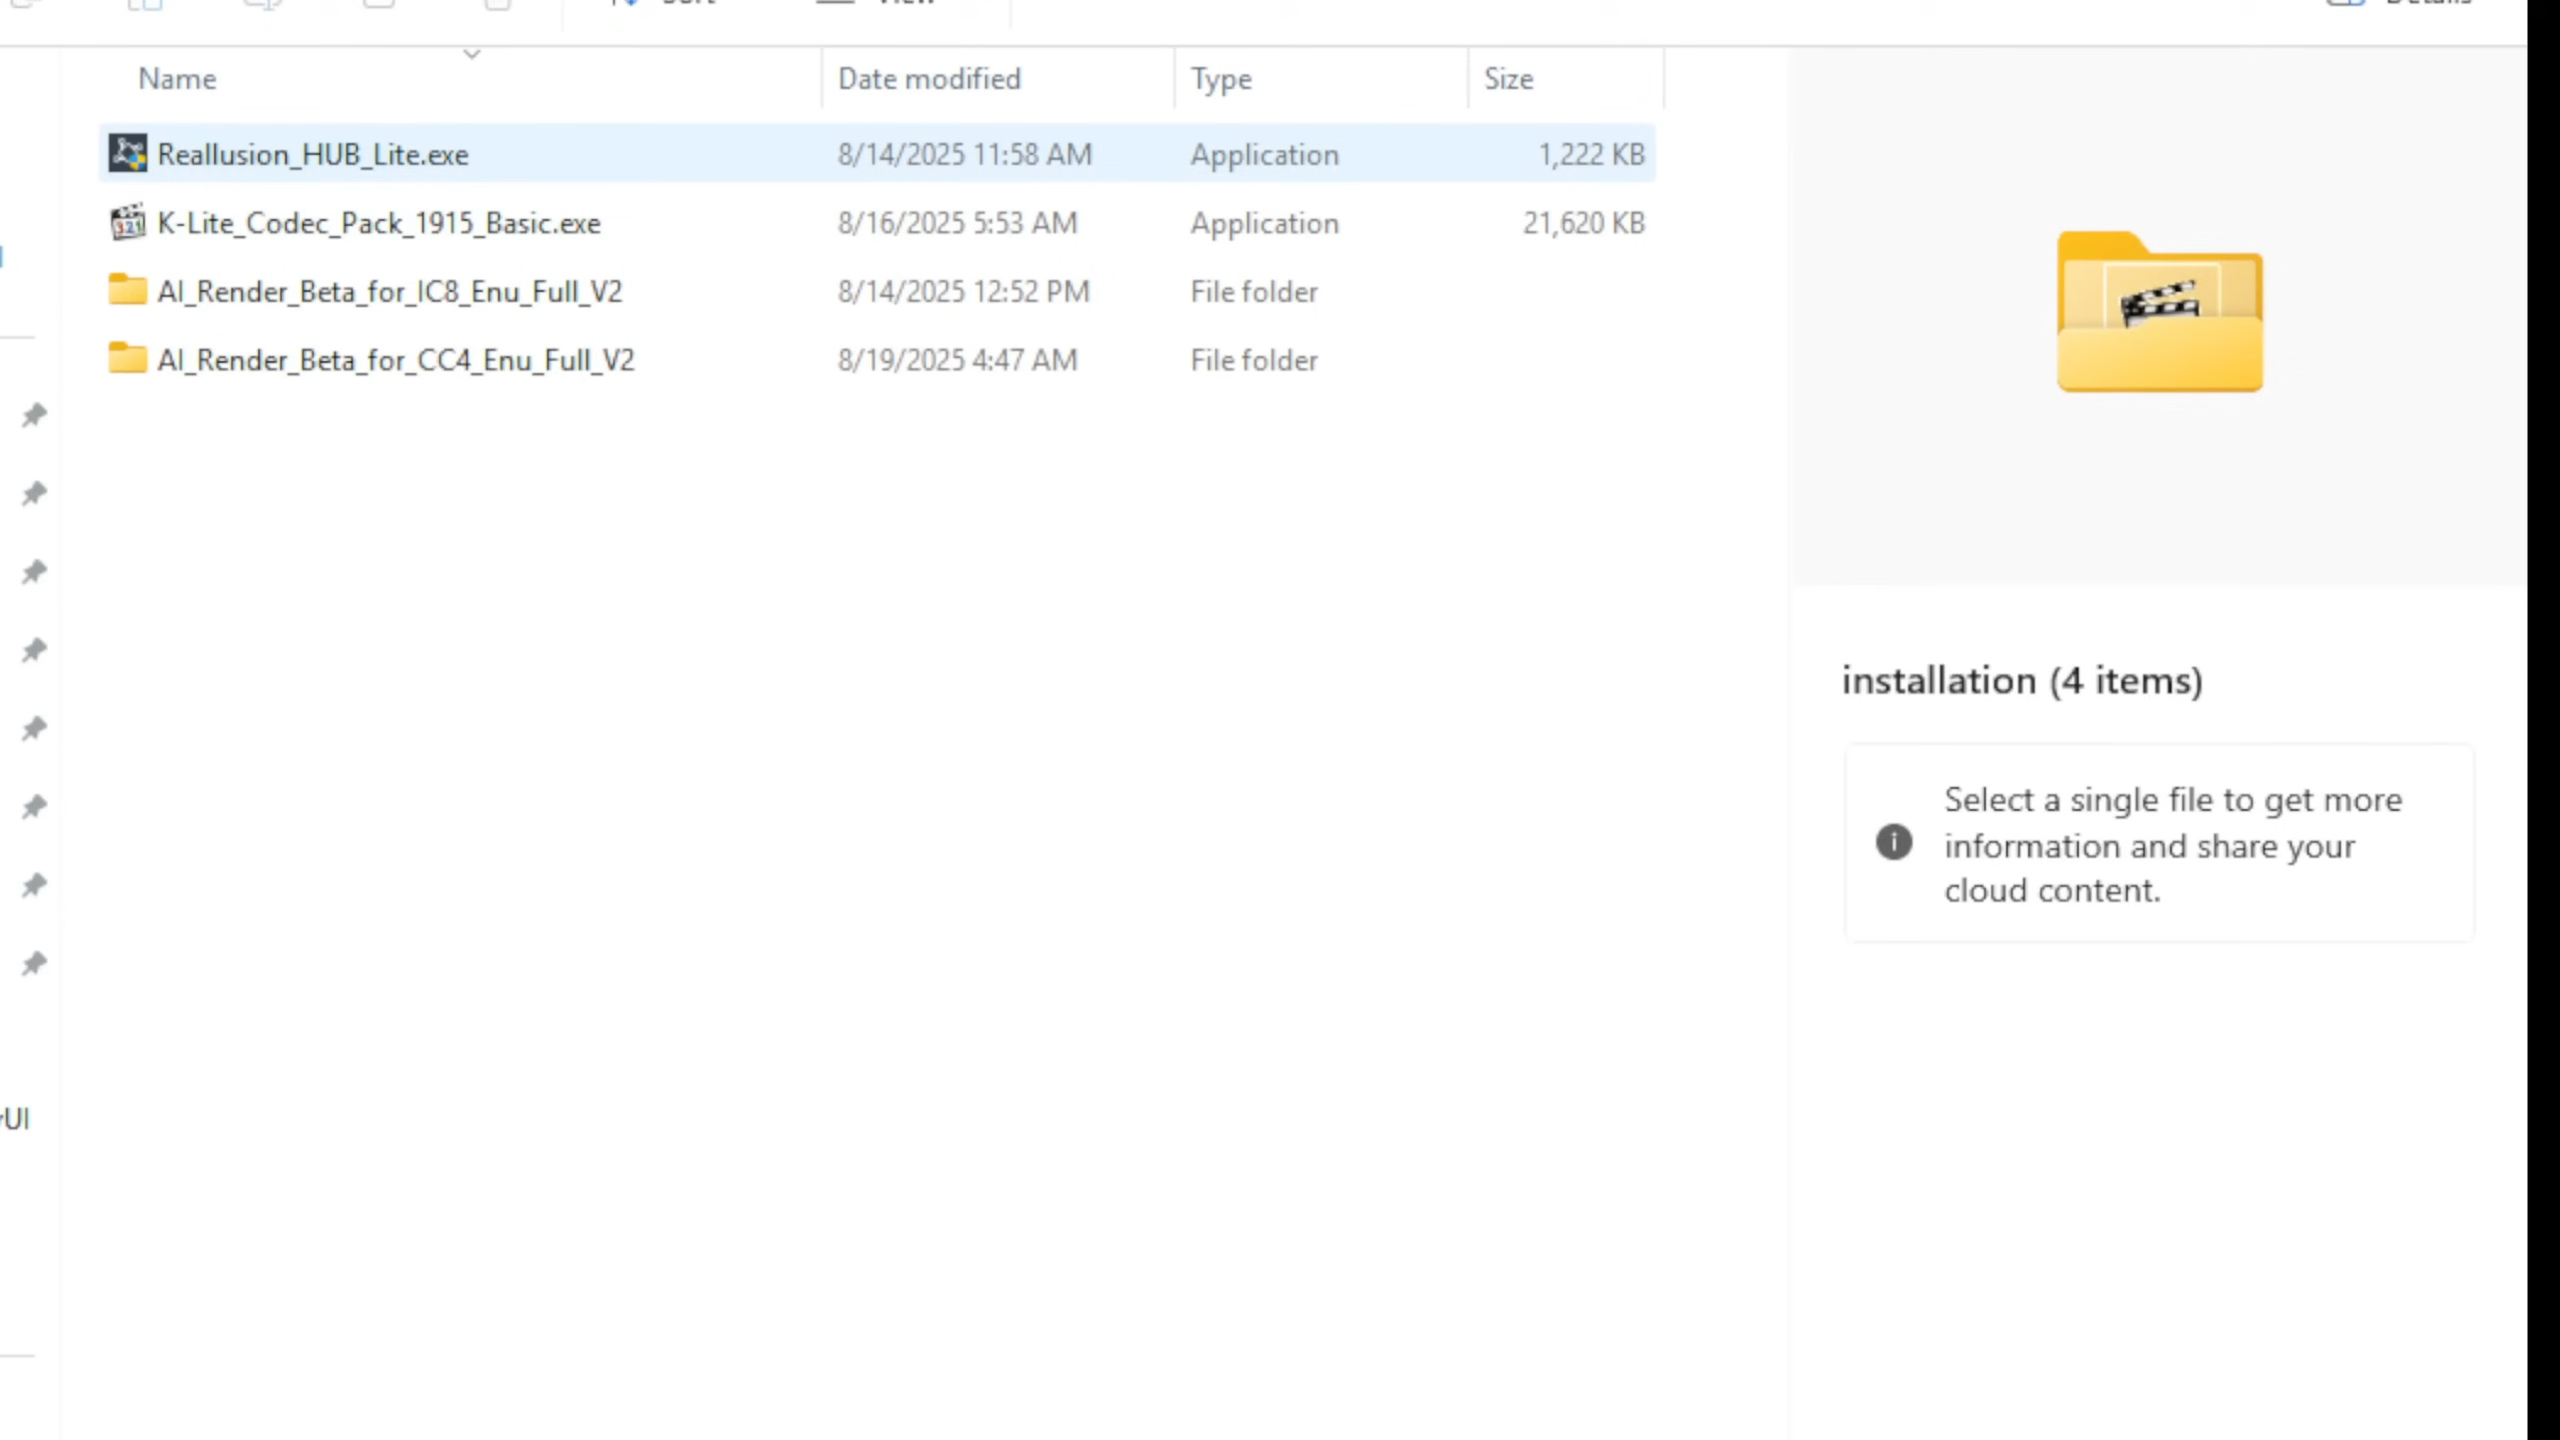 Sort View Details
Name Date modified Type Size
Reallusion_HUB_Lite.exe 8/14/2025 11:58 AM Application 1,222 KB
K-Lite_Codec_Pack_1915_Basic.exe 8/16/2025 5:53 AM Application 21,620 KB
AI_Render_Beta_for_IC8_Enu_Full_V2 8/14/2025 12:52 PM File folder
AI_Render_Beta_for_CC4_Enu_Full_V2 8/19/2025 4:47 AM File folder
installation (4 items)
Select a single file to get more
information and share your
cloud content.
UI